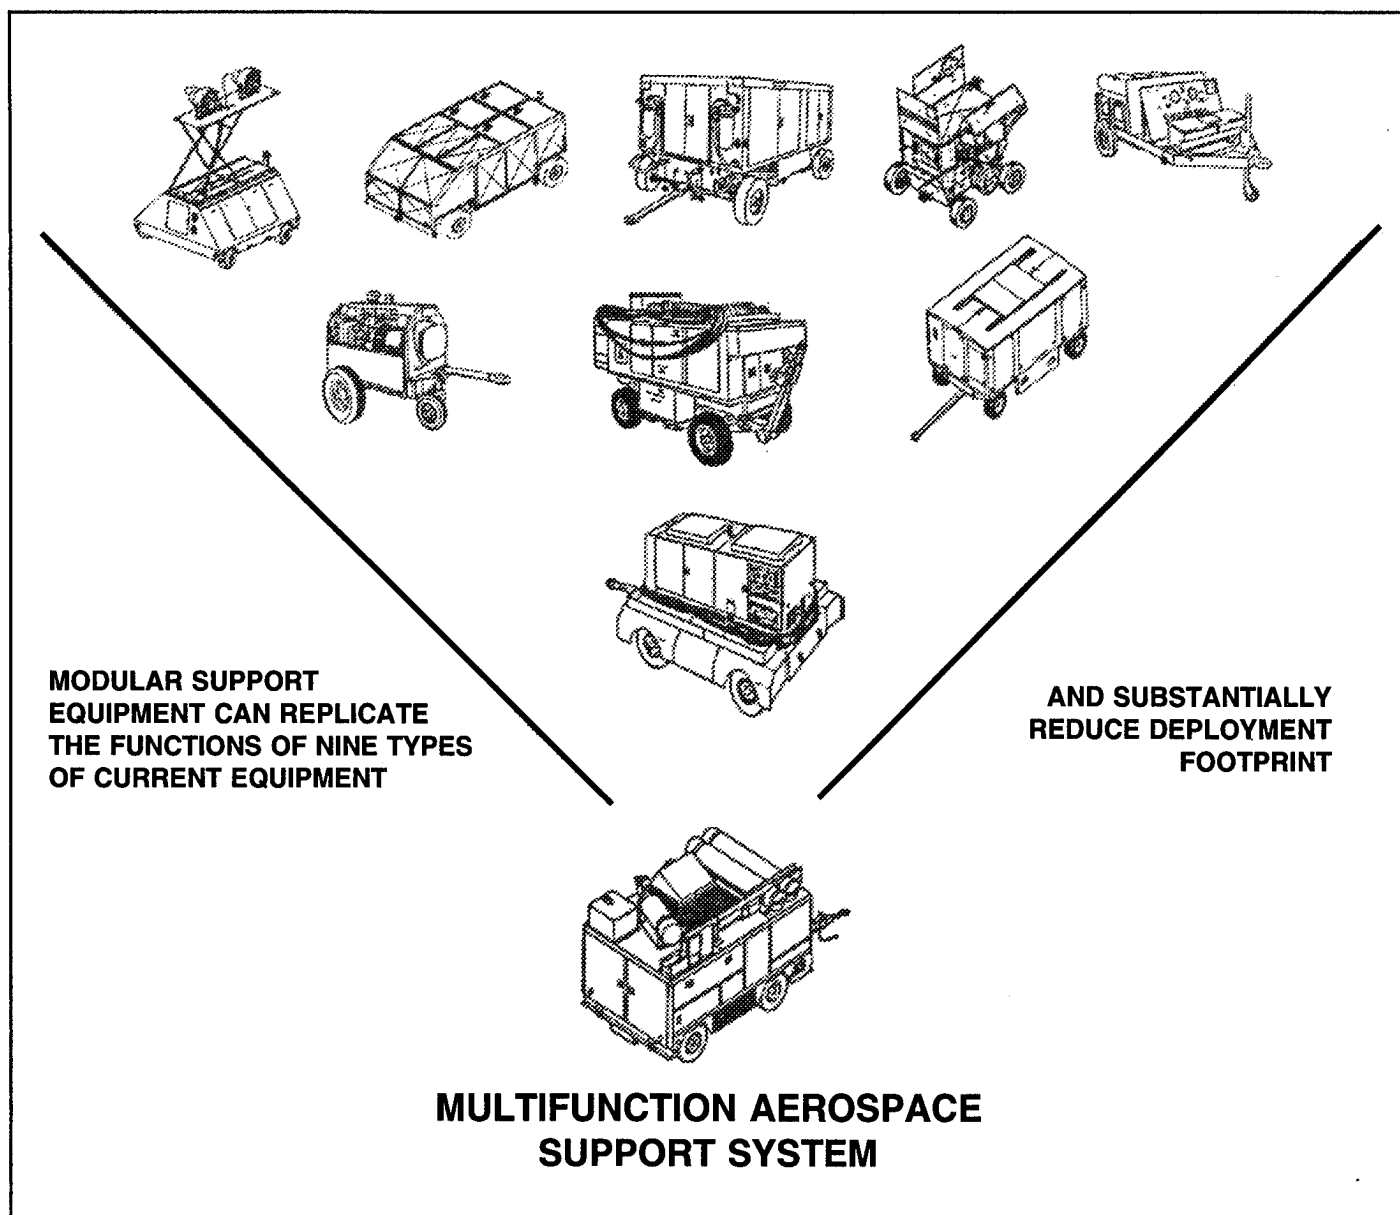 MODULAR SUPPORT
EQUIPMENT CAN REPLICATE
THE FUNCTIONS OF NINE TYPES
OF CURRENT EQUIPMENT
AND SUBSTANTIALLY
REDUCE DEPLOYMENT
FOOTPRINT
MULTIFUNCTION AEROSPACE
SUPPORT SYSTEM